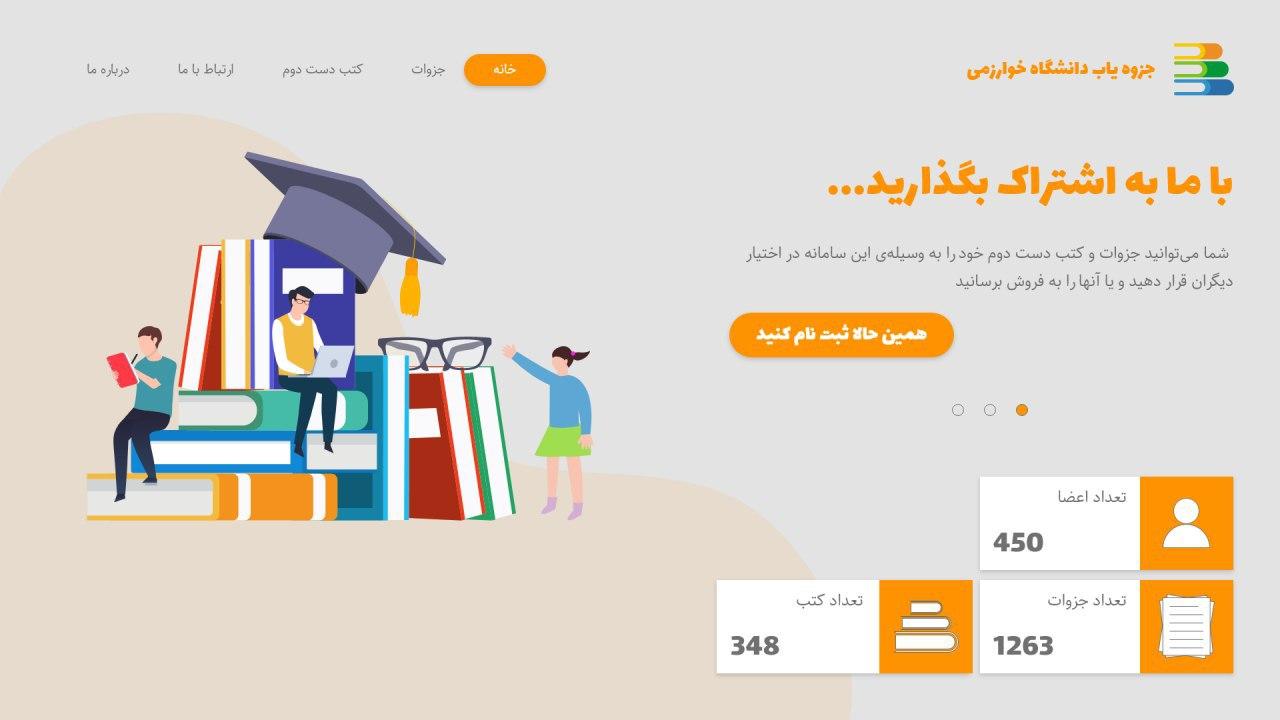 جزوه یاب دانشگاه خوارزمی
خانه
جزوات
کتب دست دوم
ارتباط با ما
درباره ما
با ما به اشتراک بگذارید...
شما می‌توانید جزوات و کتب دست دوم خود را به وسیله‌ی این سامانه در اختیار
دیگران قرار دهید و یا آنها را به فروش برسانید
همین حالا ثبت نام کنید
تعداد اعضا
450
تعداد جزوات
1263
تعداد کتب
348